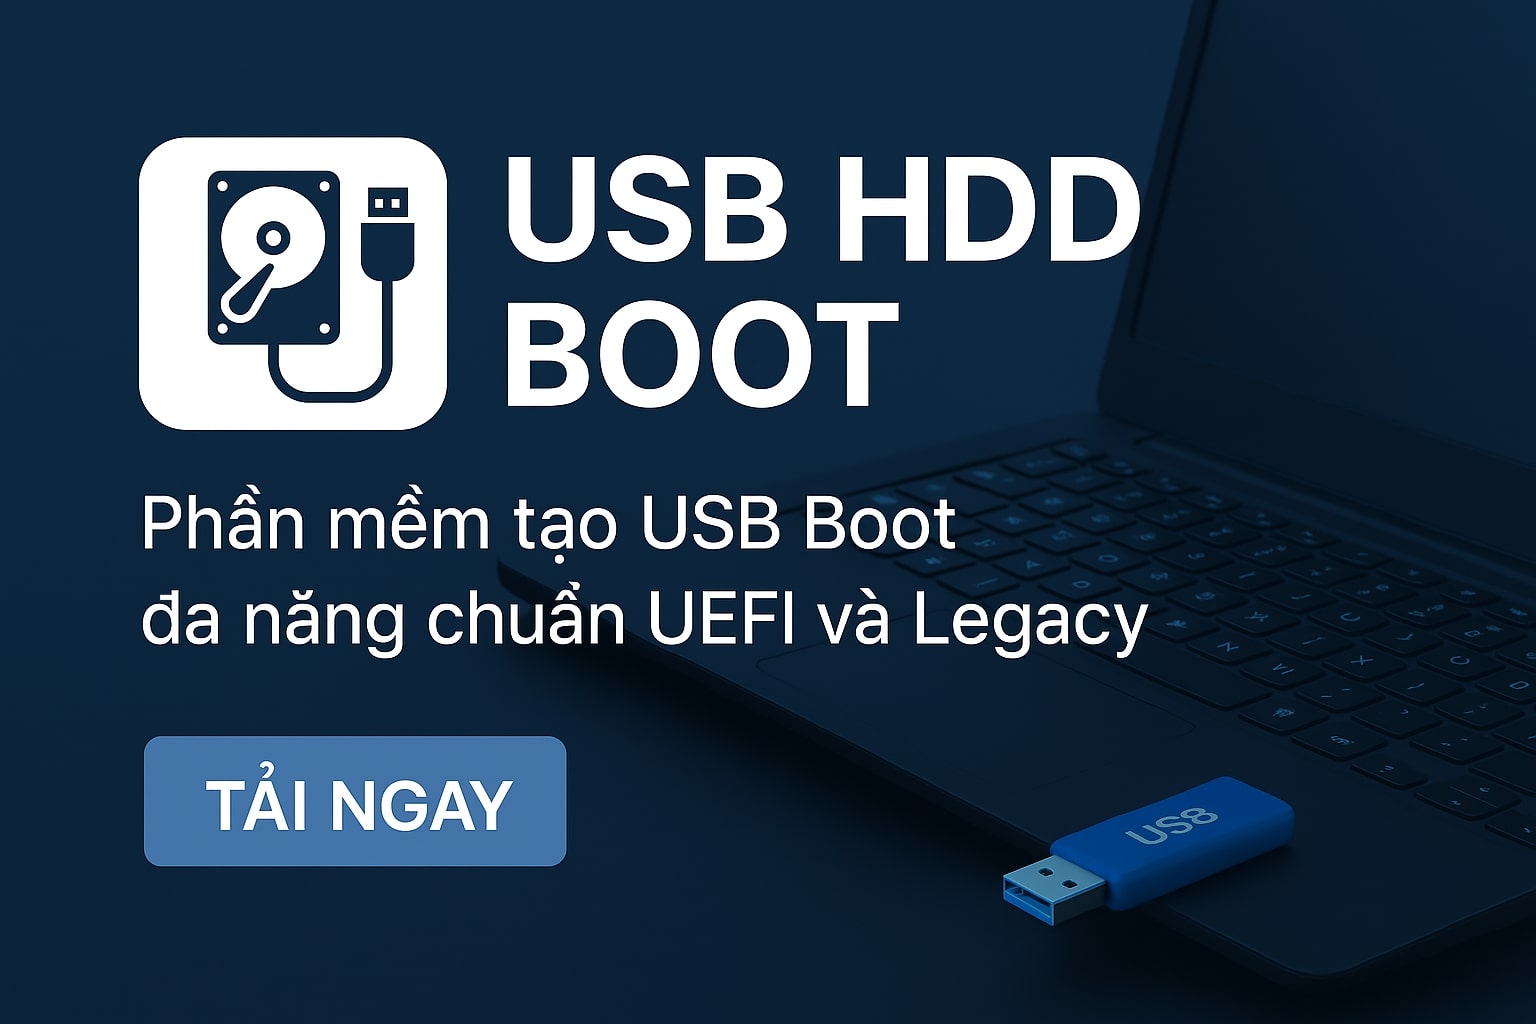 USB HDD
BOOT
Phần mềm tạo USB Boot
đa năng chuẩn UEFI và Legacy
TẢI NGAY
US8